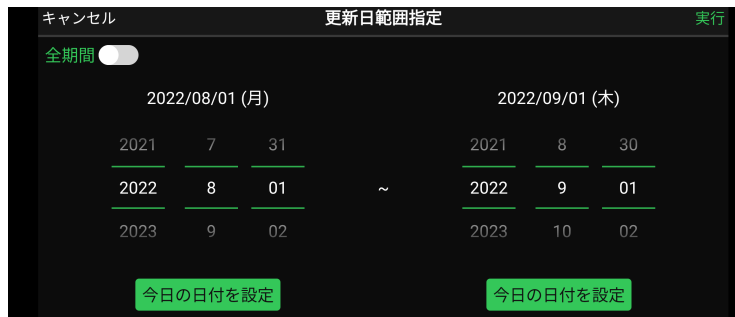 キャンセル 更新日範囲指定 実行
全期間
2022/08/01 (月) 2022/09/01 (木)
2021 7 31 2021 8 30
2022 8 01 ~ 2022 9 01
2023 9 02 2023 10 02
今日の日付を設定 今日の日付を設定